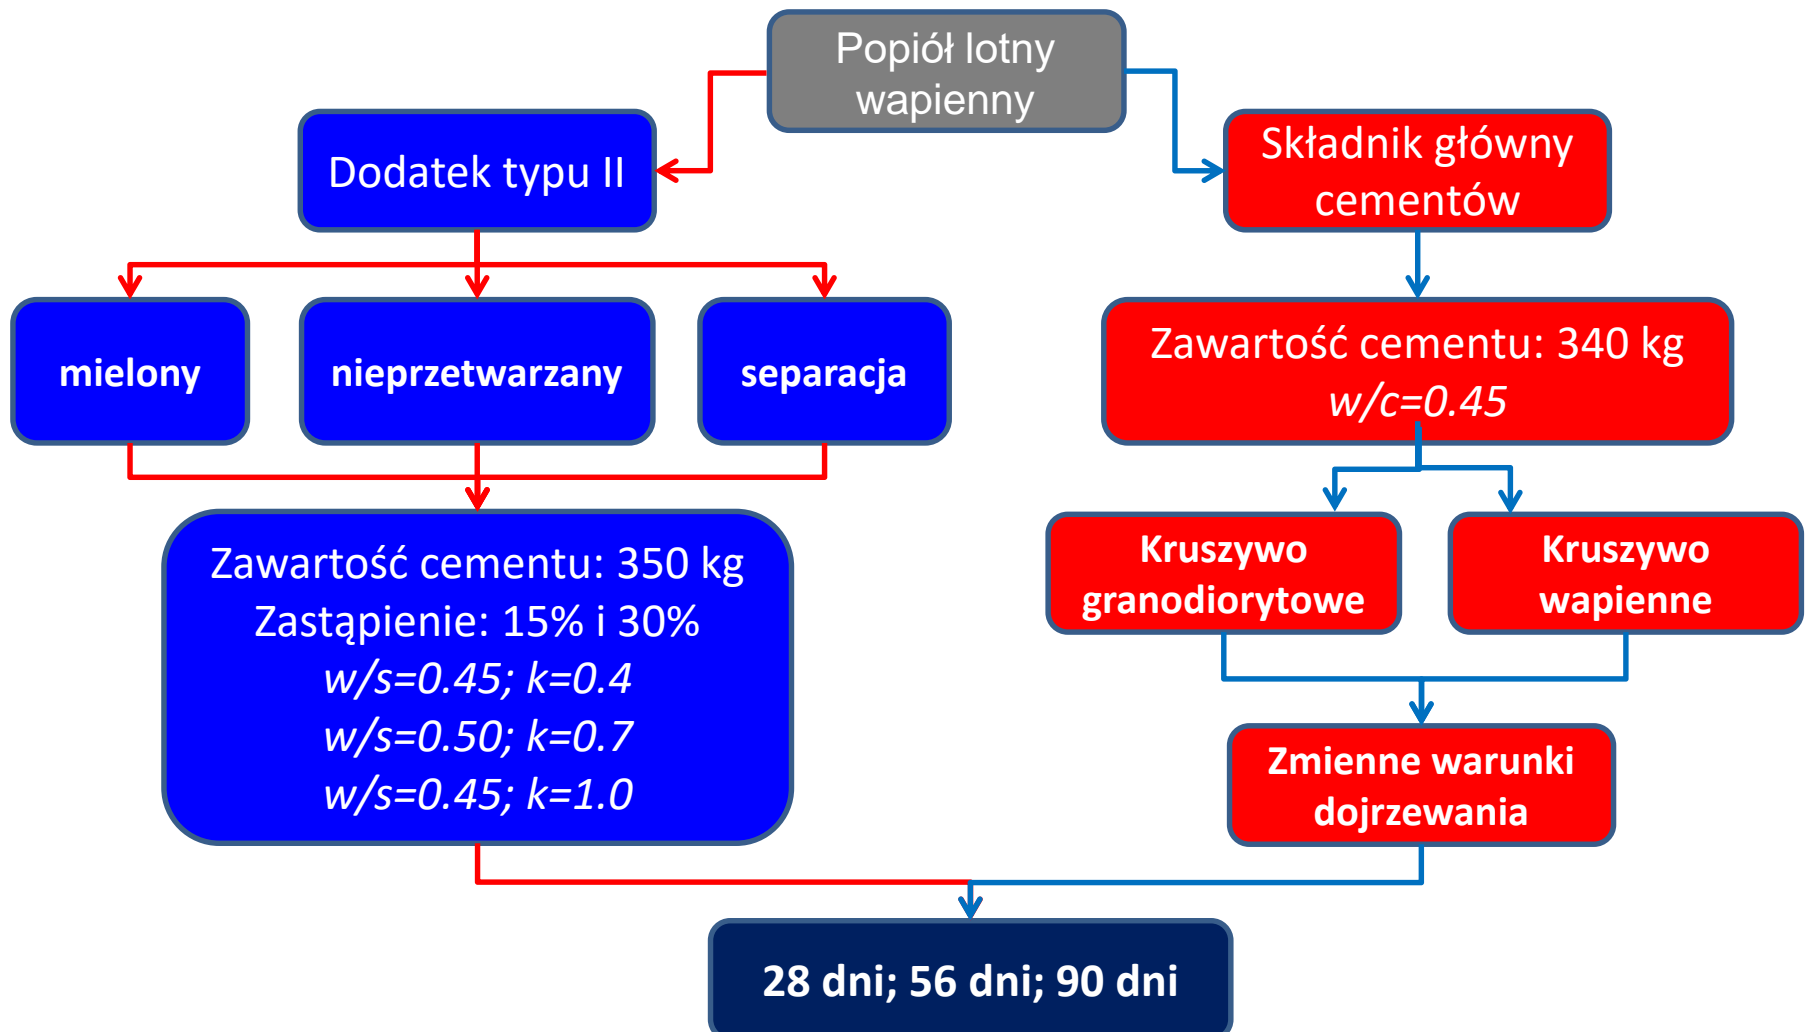 Popiół lotny
wapienny
Dodatek typu II
Składnik główny
cementów
mielony
nieprzetwarzany
separacja
Zawartość cementu: 340 kg
w/c=0.45
Zawartość cementu: 350 kg
Zastąpienie: 15% i 30%
w/s=0.45; k=0.4
w/s=0.50; k=0.7
w/s=0.45; k=1.0
Kruszywo
granodiorytowe
Kruszywo
wapienne
Zmienne warunki
dojrzewania
28 dni; 56 dni; 90 dni